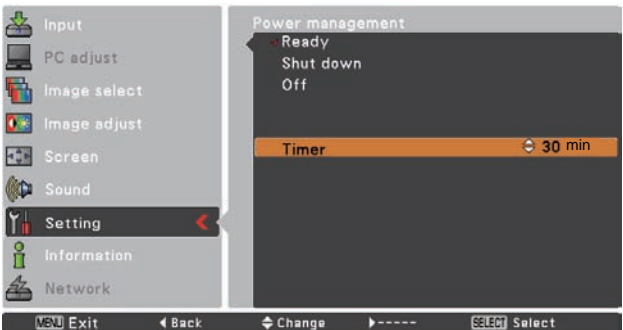 Input
PC adjust
Image select
Image adjust
Screen
Sound
Setting
Information
Network
Power management
Ready
Shut down
Off
Timer 30 min
MENU Exit Back Change ----- SELECT Select